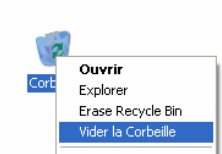 Corb
Ouvrir
Explorer
Erase Recycle Bin
Vider la Corbeille